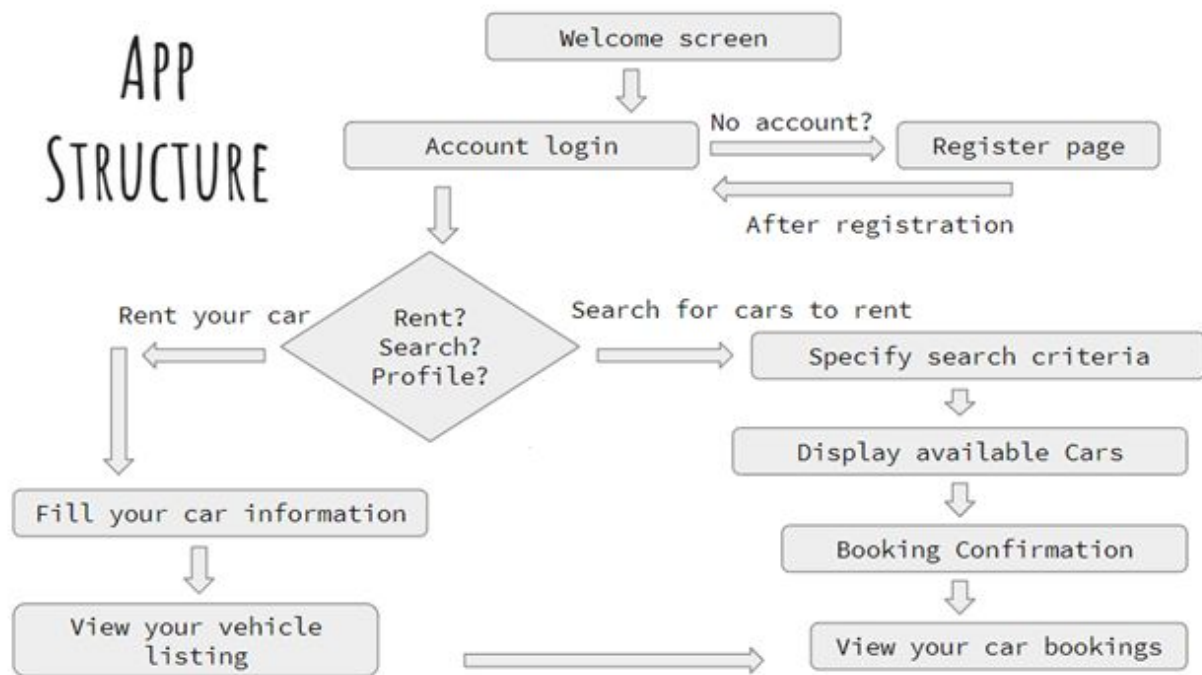 APP
STRUCTURE
Welcome screen
Account login
No account?
Register page
After registration
Rent your car
Rent?
Search?
Profile?
Search for cars to rent
Specify search criteria
Display available Cars
Fill your car information
Booking Confirmation
View your vehicle
listing
View your car bookings